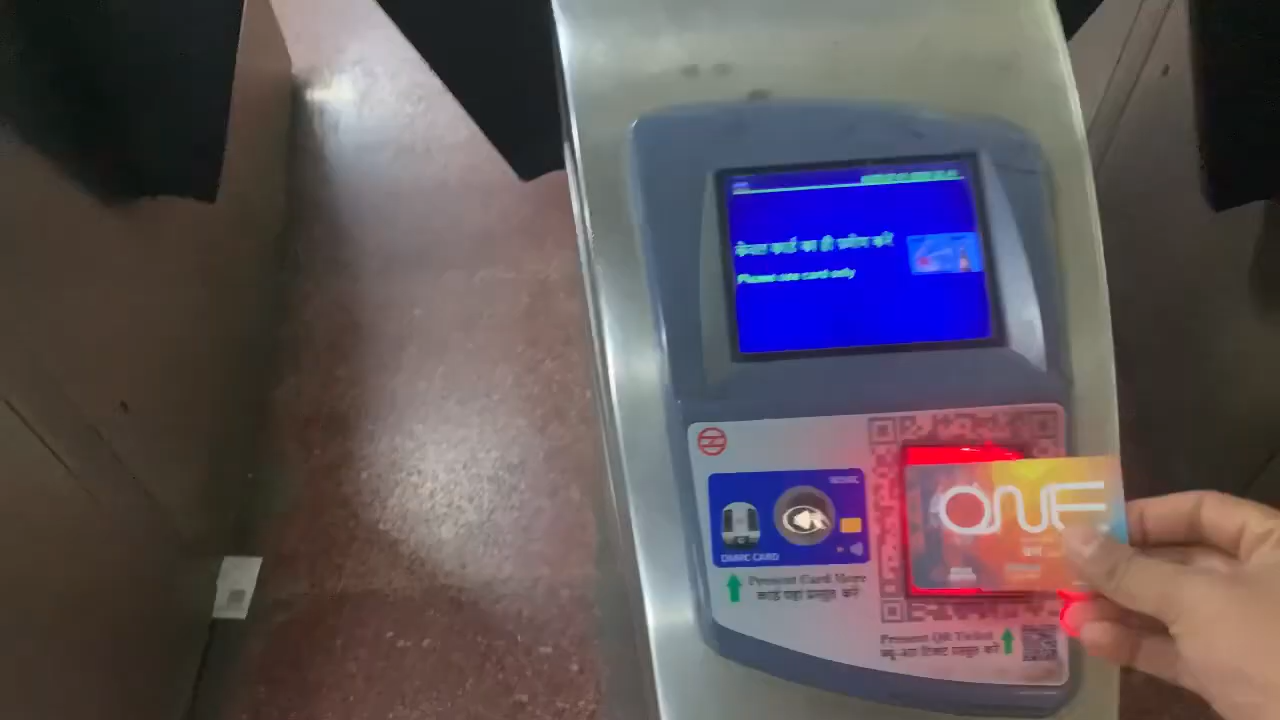 केवल कार्ड का ही प्रयोग करें
Please use card only
DMRC CARD
Present Card Here
कार्ड यहां प्रस्तुत करें
ONE
Present QR Ticket
क्यू-आर टिकट प्रस्तुत करें